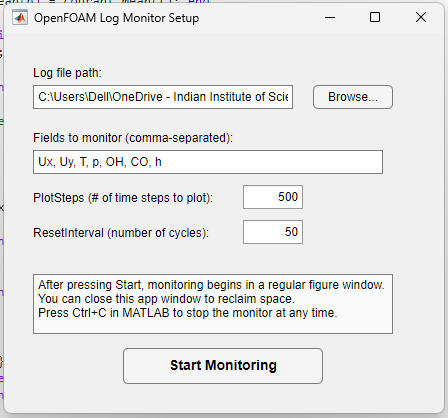 OpenFOAM Log Monitor Setup
Log file path:
C:\Users\Dell\OneDrive - Indian Institute of Scie
Browse...
Fields to monitor (comma-separated):
Ux, Uy, T, p, OH, CO, h
PlotSteps (# of time steps to plot):
500
ResetInterval (number of cycles):
50
After pressing Start, monitoring begins in a regular figure window.
You can close this app window to reclaim space.
Press Ctrl+C in MATLAB to stop the monitor at any time.
Start Monitoring